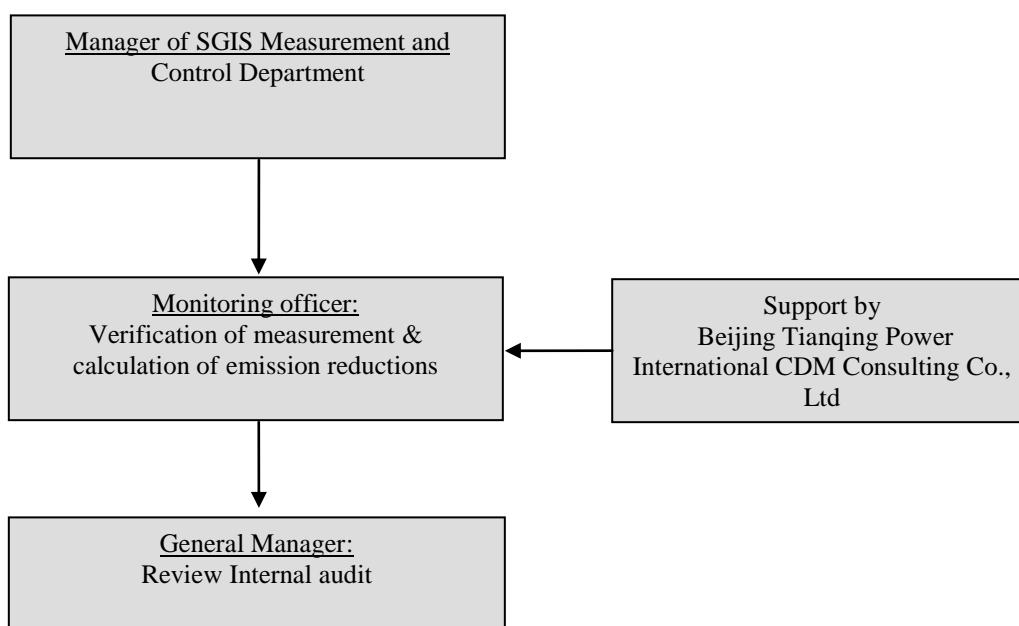 Manager of SGIS Measurement and
Control Department
Monitoring officer:
Verification of measurement &
calculation of emission reductions
Support by
Beijing Tianqing Power
International CDM Consulting Co.,
Ltd
General Manager:
Review Internal audit